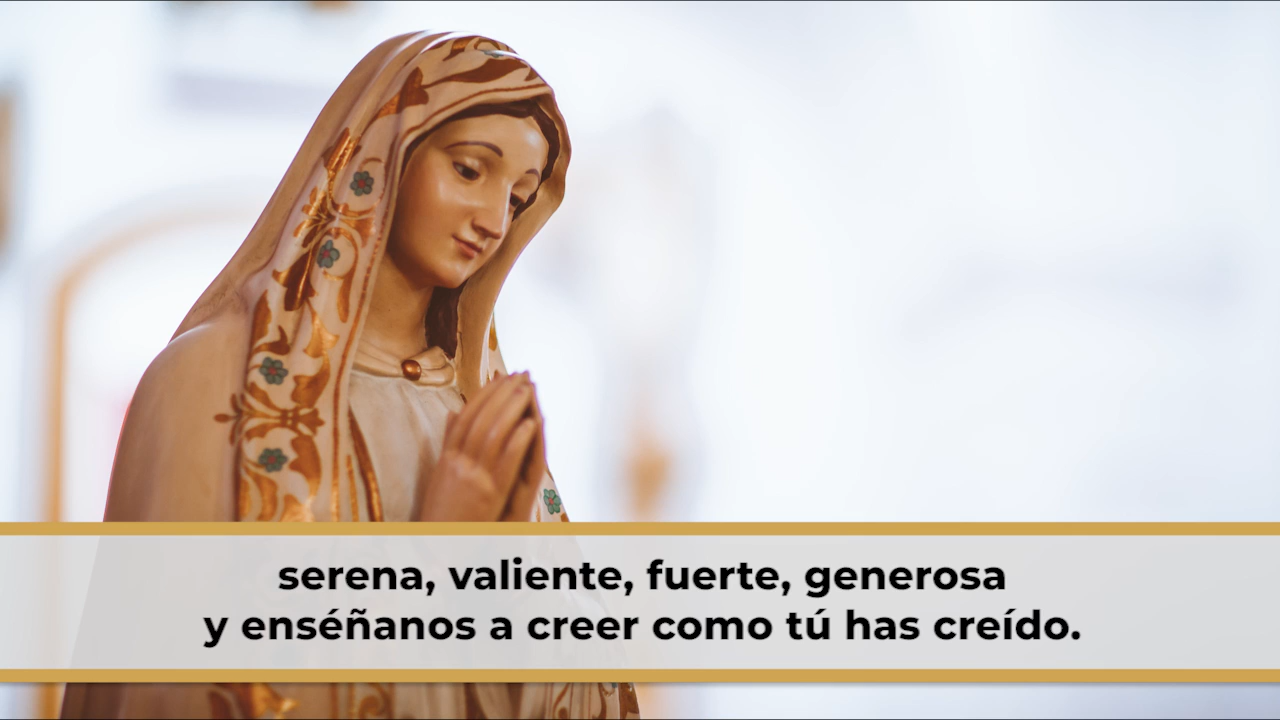 serena, valiente, fuerte, generosa
y enséñanos a creer como tú has creído.